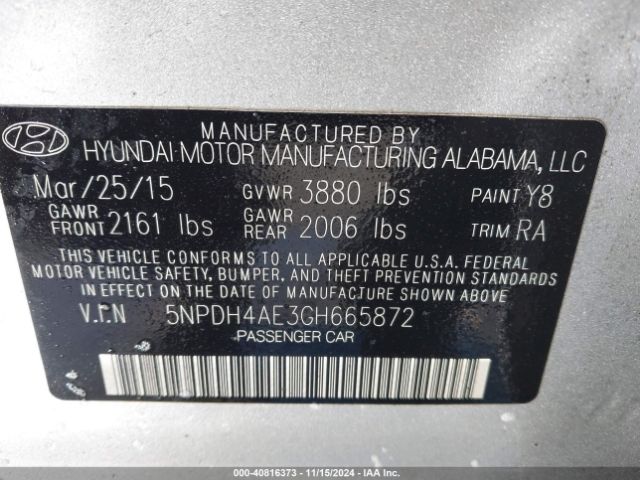 MANUFACTURED BY
HYUNDAI MOTOR MANUFACTURING ALABAMA, LLC
Mar/25/15 GVWR 3880 lbs PAINT Y8
GAWR FRONT 2161 lbs GAWR REAR 2006 lbs TRIM RA
THIS VEHICLE CONFORMS TO ALL APPLICABLE U.S.A. FEDERAL
MOTOR VEHICLE SAFETY, BUMPER, AND THEFT PREVENTION STANDARDS
IN EFFECT ON THE DATE OF MANUFACTURE SHOWN ABOVE.
V.I.N 5NPDH4AE3GH665872
PASSENGER CAR
000-40816373 - 11/15/2024 - IAA Inc.